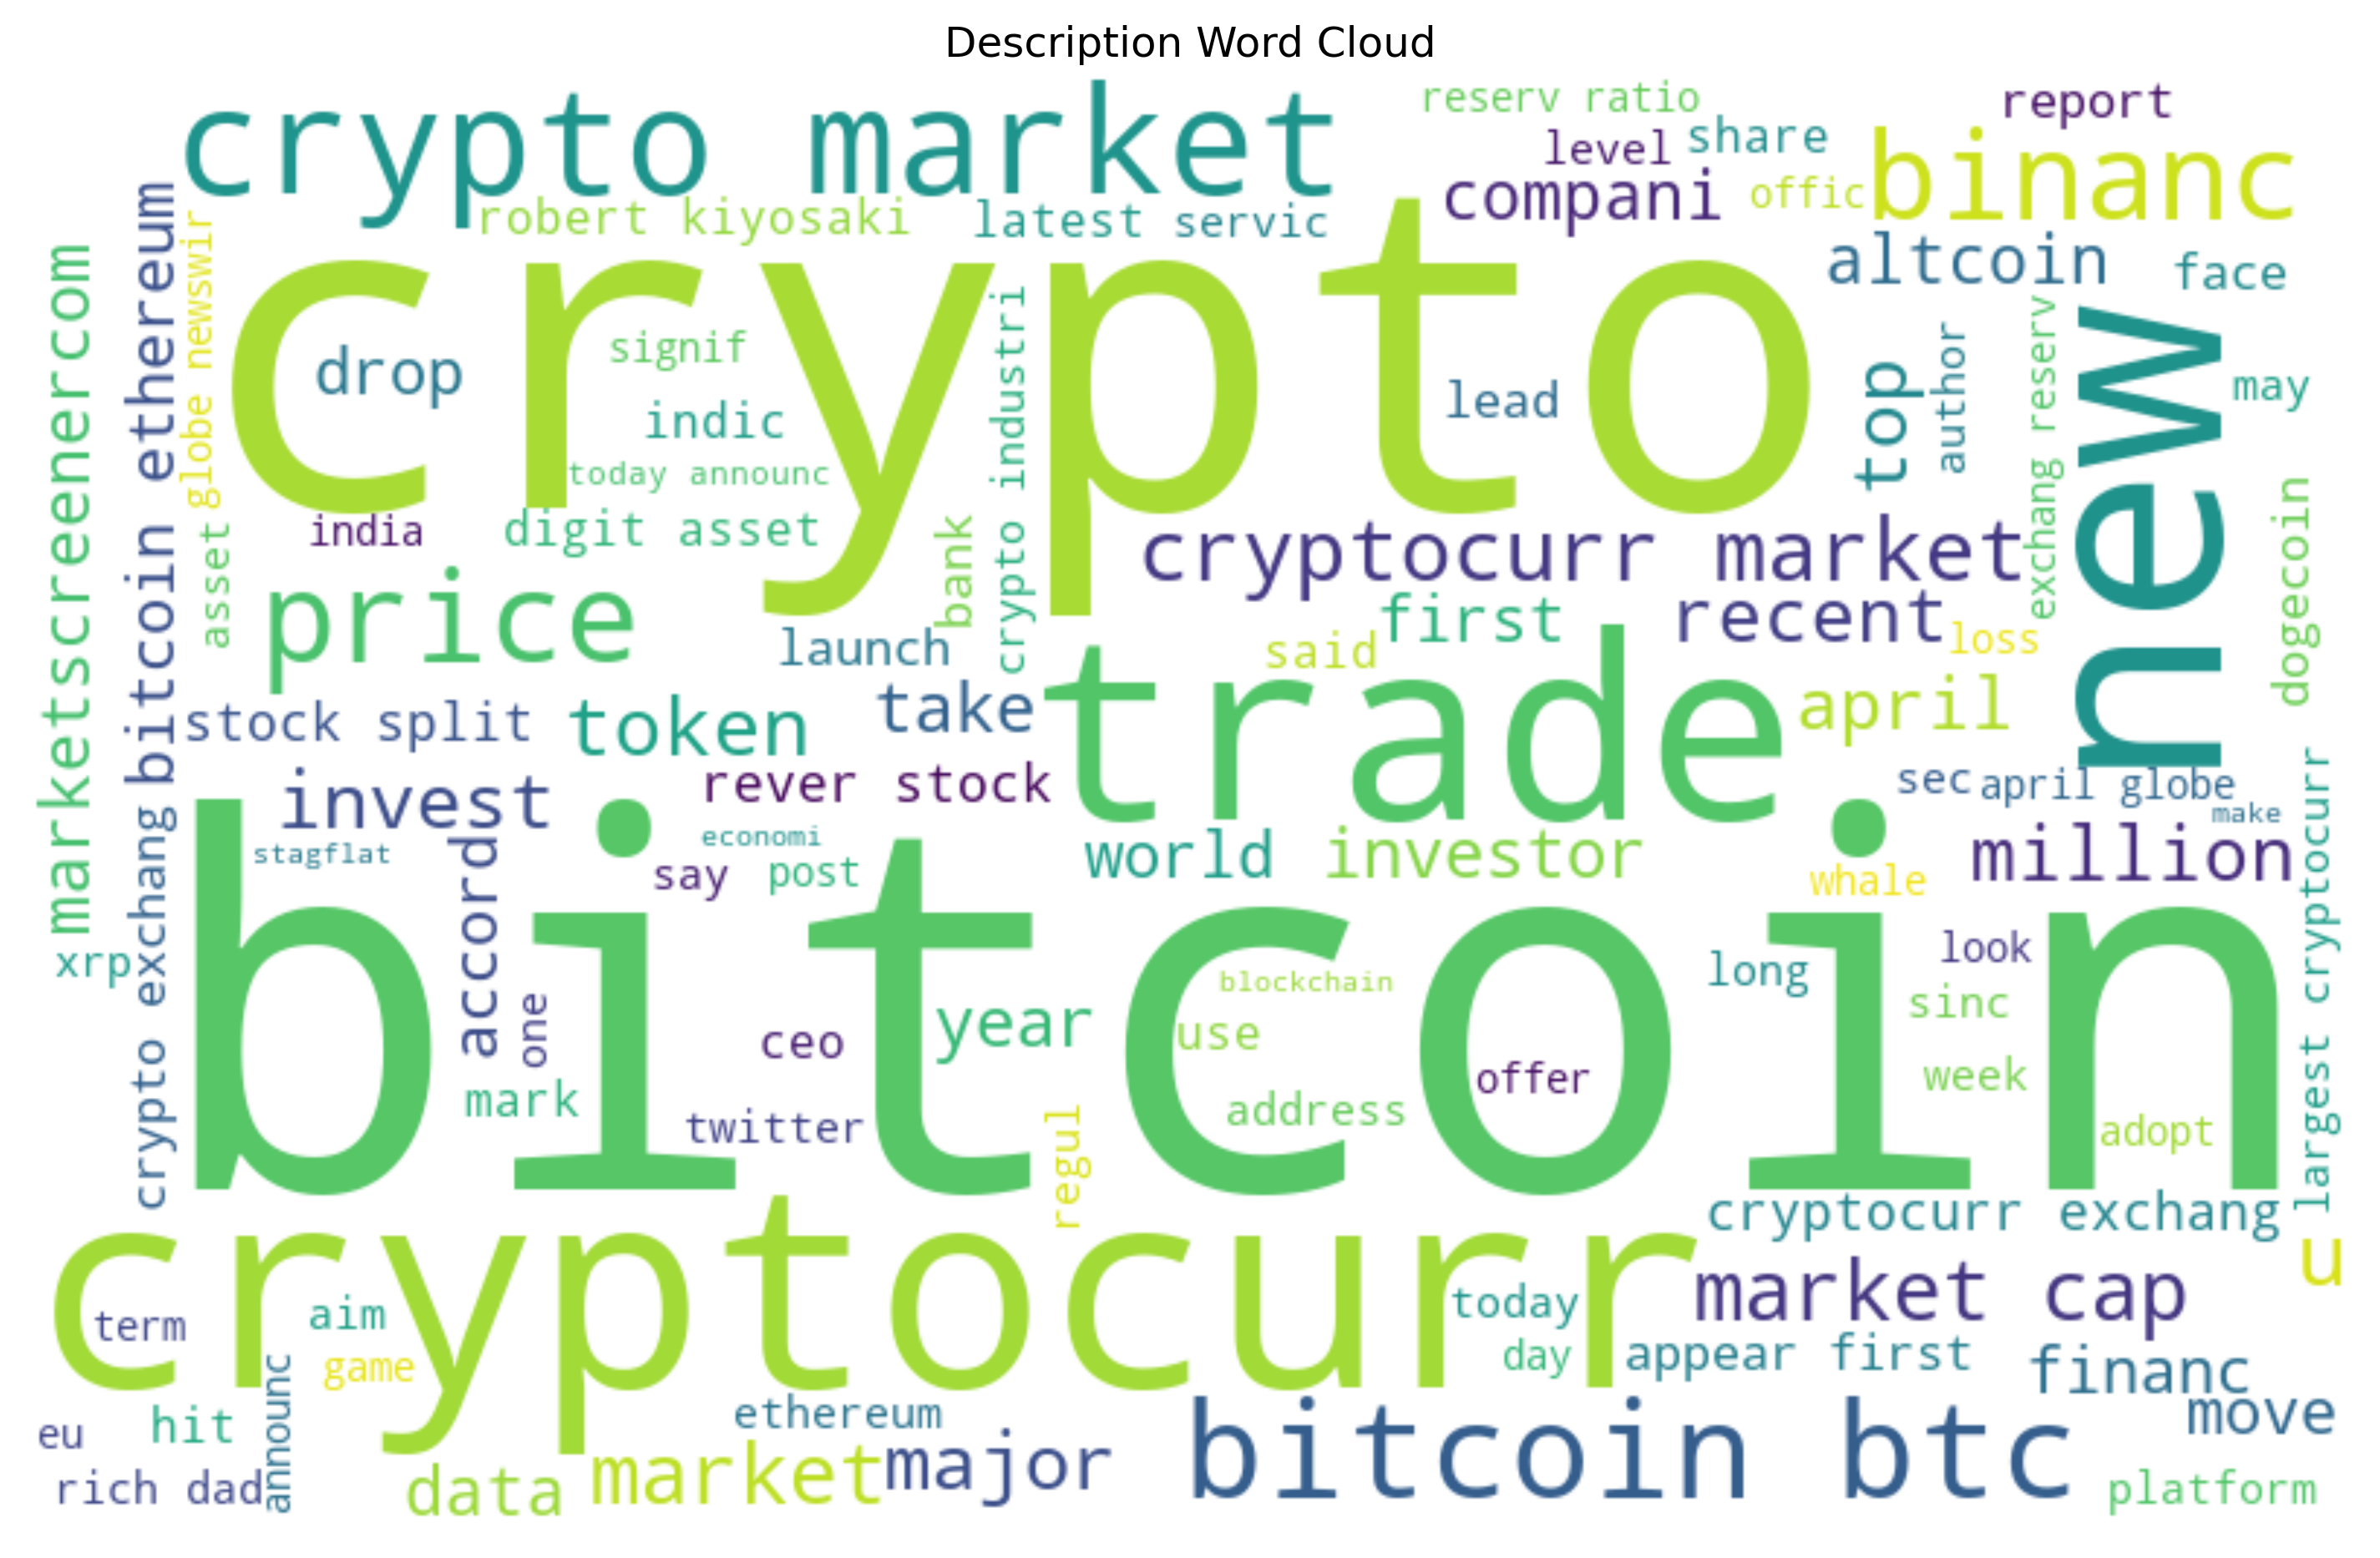 Description Word Cloud
crypto market
reserv ratio
report
level
share
compani
offic
binanc
robert kiyosaki
latest
servic
altcoin
face
crypto
drop
signif
indic
today announc
lead
top
author
exchang reserv
new
may
marketscreenercom
bitcoin ethereum
globe newswir
asset
india
digit asset
bank
crypto industri
cryptocurr market
dogecoin
price
launch
said
first
recent
loss
stock split
token
take
trade
april
invest
rever stock
sec
april globe
make
stagflat
economi
say
post
world
investor
whale
million
accord
xrp
crypto exchang
bitcoin
one
mark
ceo
year
twitter
blockchain
use
address
regul
offer
long
look
sinc
week
adopt
largest cryptocurr
cryptocurr exchang
u
cryptocurr
term
aim
game
announc
today
day
market cap
appear first
financ
eu
hit
rich dad
ethereum
data
market
major
bitcoin btc
move
platform